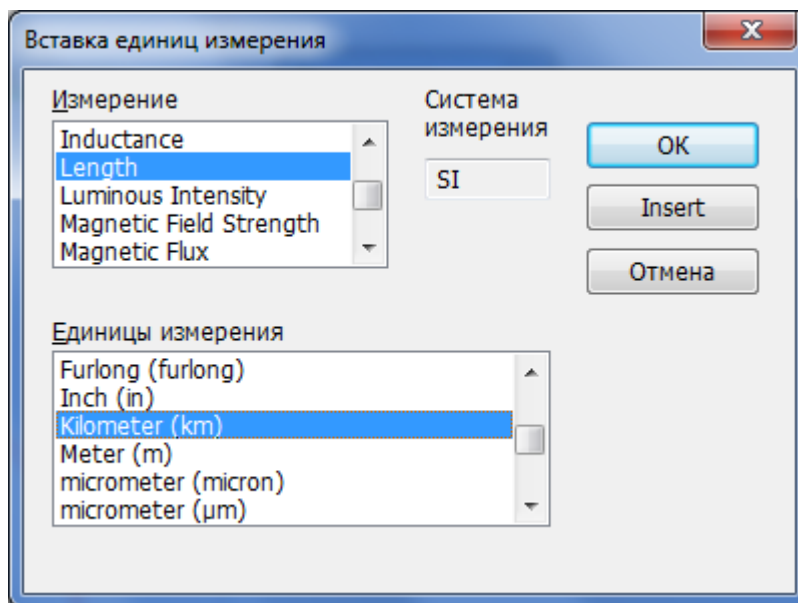 Вставка единиц измерения
Измерение
Inductance
Length
Luminous Intensity
Magnetic Field Strength
Magnetic Flux
Система
измерения
SI
OK
Insert
Отмена
Единицы измерения
Furlong (furlong)
Inch (in)
Kilometer (km)
Meter (m)
micrometer (micron)
micrometer (µm)